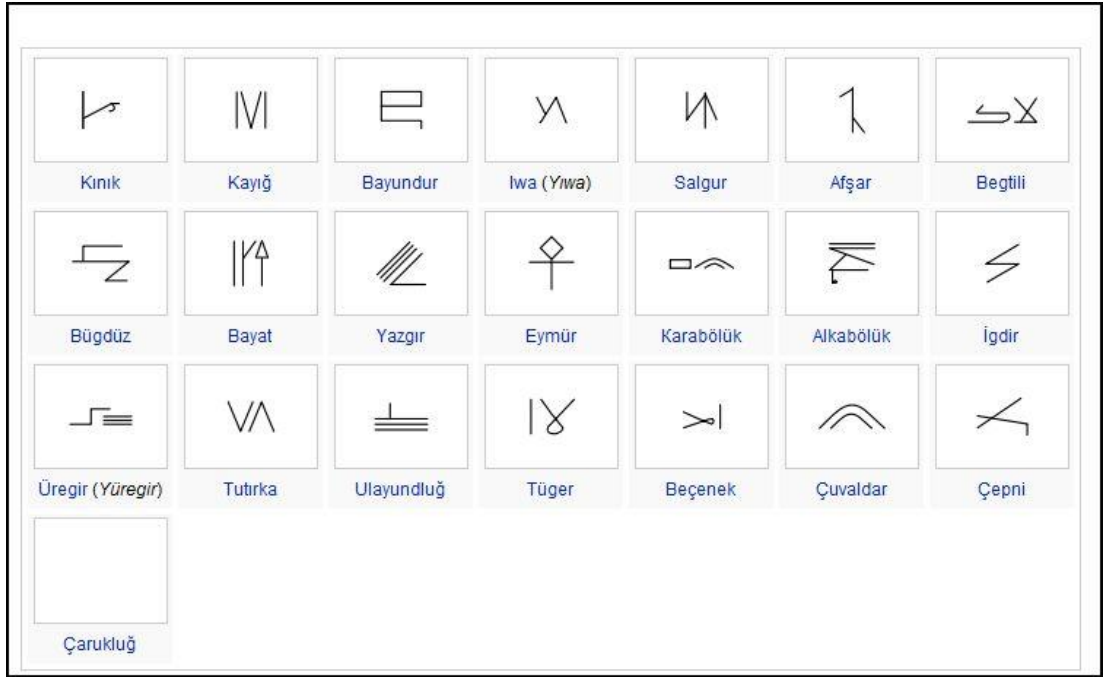 Kınık Kayığ Bayundur Iwa (Yıwa) Salgur Afşar Begtili
Bügdüz Bayat Yazgır Eymür Karabölük Alkabölük İgdir
Üregir (Yüregir) Tutırka Ulayundluğ Tüger Beçenek Çuvaldar Çepni
Çarukluğ